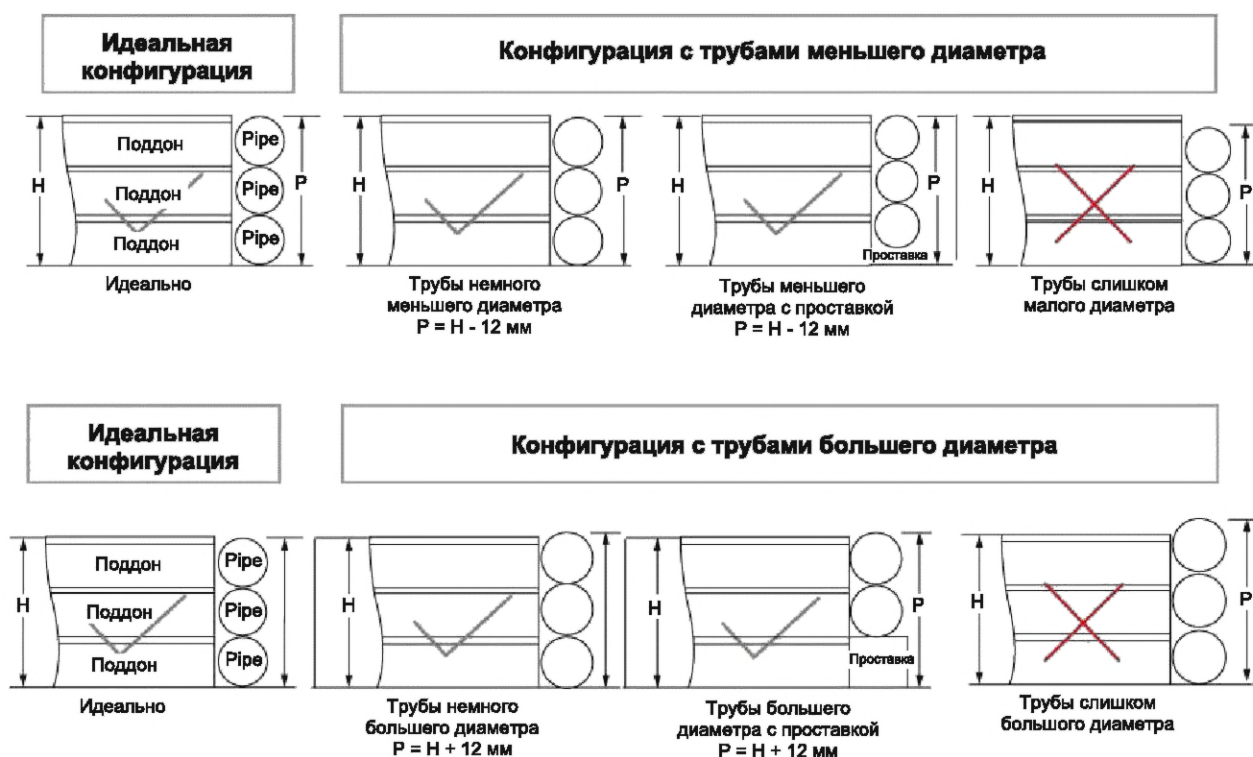 Идеальная
конфигурация
Конфигурация с трубами меньшего диаметра
H
Поддон
Поддон
Поддон
Pipe
Pipe
Pipe
P
Идеально
H
P
Трубы немного
меньшего диаметра
P = H - 12 мм
H
P
Проставка
Трубы меньшего
диаметра с проставкой
P = H - 12 мм
H
P
Трубы слишком
малого диаметра
Идеальная
конфигурация
Конфигурация с трубами большего диаметра
H
Поддон
Поддон
Поддон
Pipe
Pipe
Pipe
Идеально
H
Трубы немного
большего диаметра
P = H + 12 мм
H
P
Проставка
Трубы большего
диаметра с проставкой
P = H + 12 мм
H
P
Трубы слишком
большого диаметра